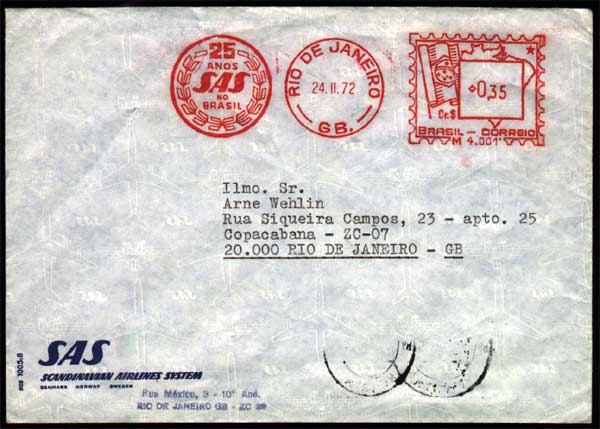 25
ANOS
SAS
NO
BRASIL
RIO DE JANEIRO
24.II.72
GB.
Cr.$
0,35
BRASIL - CORREIO
M 4.001
Ilmo. Sr.
Arne Wehlin
Rua Siqueira Campos, 23 - apto. 25
Copacabana - ZC-07
20.000 RIO DE JANEIRO - GB
SAS
SCANDINAVIAN AIRLINES SYSTEM
DENMARK NORWAY SWEDEN
Rua México, 3 - 10º And.
RIO DE JANEIRO GB - ZC